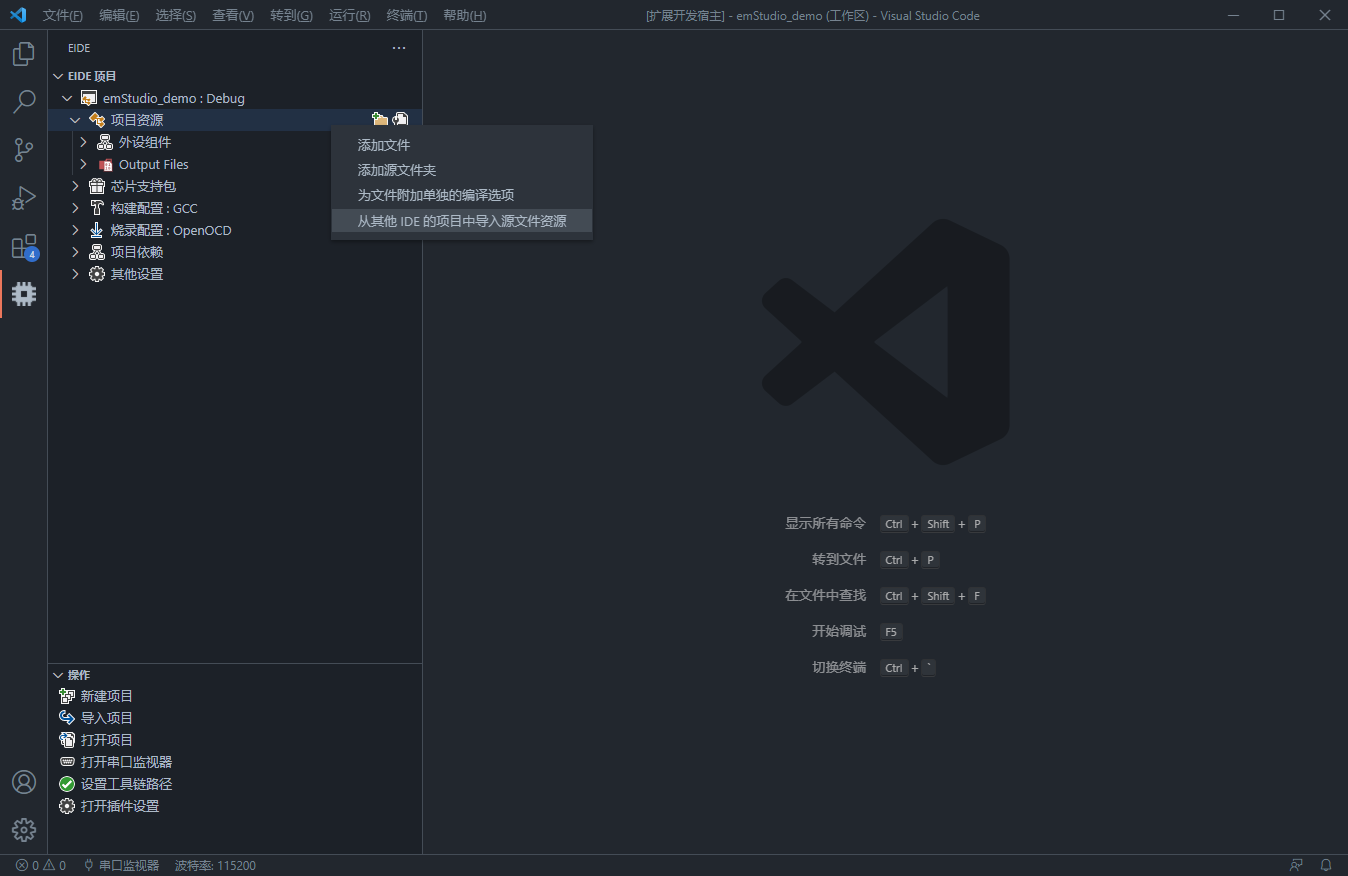 文件(F) 编辑(E) 选择(S) 查看(V) 转到(G) 运行(R) 终端(T) 帮助(H) [扩展开发宿主] - emStudio_demo (工作区) - Visual Studio Code
EIDE
EIDE 项目
emStudio_demo : Debug
项目资源
外设组件
Output Files
芯片支持包
构建配置 : GCC
烧录配置 : OpenOCD
项目依赖
其他设置
添加文件
添加源文件夹
为文件附加单独的编译选项
从其他 IDE 的项目中导入源文件资源
4
显示所有命令 Ctrl + Shift + P
转到文件 Ctrl + P
在文件中查找 Ctrl + Shift + F
开始调试 F5
切换终端 Ctrl + `
操作
新建项目
导入项目
打开项目
打开串口监视器
设置工具链路径
打开插件设置
0 0 串口监视器 波特率: 115200